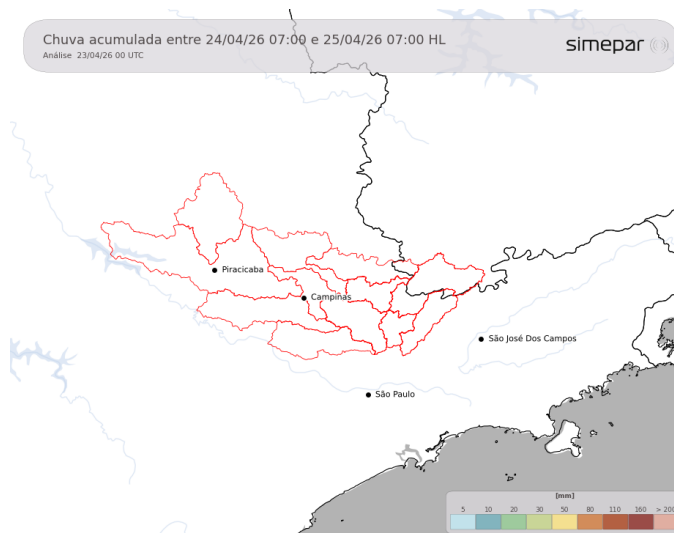 Chuva acumulada entre 24/04/26 07:00 e 25/04/26 07:00 HL
simepar
Análise 23/04/26 00 UTC
Piracicaba
Campinas
São José Dos Campos
São Paulo
[mm]
5 10 20 30 50 80 110 160 > 200